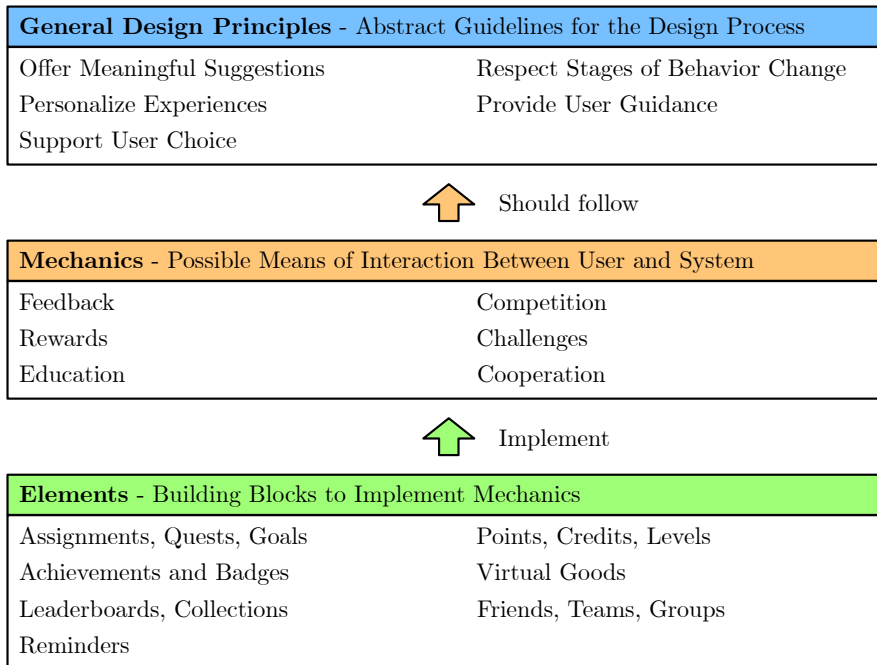 General Design Principles - Abstract Guidelines for the Design Process
Offer Meaningful Suggestions
Respect Stages of Behavior Change
Personalize Experiences
Provide User Guidance
Support User Choice
Should follow
Mechanics - Possible Means of Interaction Between User and System
Feedback
Competition
Rewards
Challenges
Education
Cooperation
Implement
Elements - Building Blocks to Implement Mechanics
Assignments, Quests, Goals
Points, Credits, Levels
Achievements and Badges
Virtual Goods
Leaderboards, Collections
Friends, Teams, Groups
Reminders